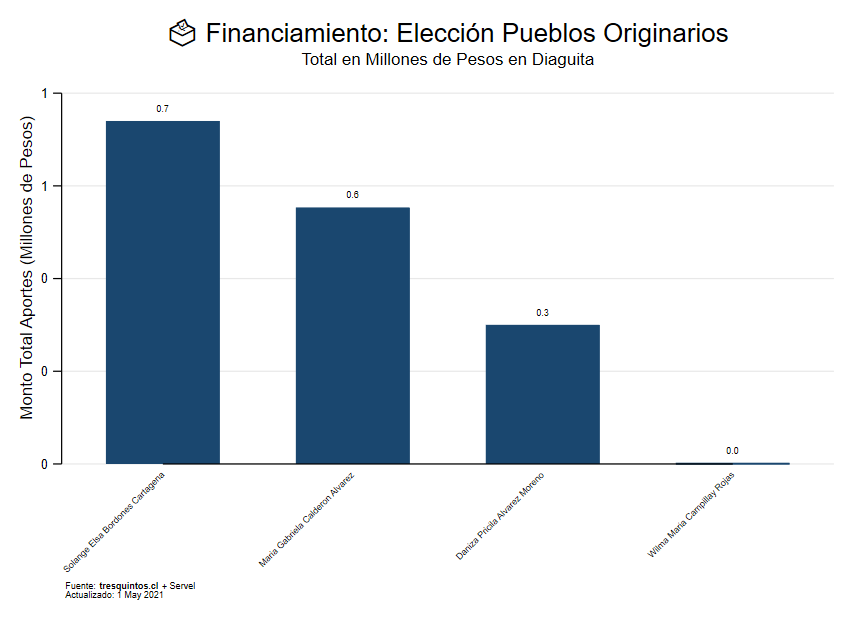 Financiamiento: Elección Pueblos Originarios
Total en Millones de Pesos en Diaguita
Monto Total Aportes (Millones de Pesos)
1
1
0
0
0
0.7
0.6
0.3
0.0
Solange Elsa Bordones Cartagena
Maria Gabriela Calderon Alvarez
Daniza Pricila Alvarez Moreno
Wilma Maria Campillay Rojas
Fuente: tresquintos.cl + Servel
Actualizado: 1 May 2021